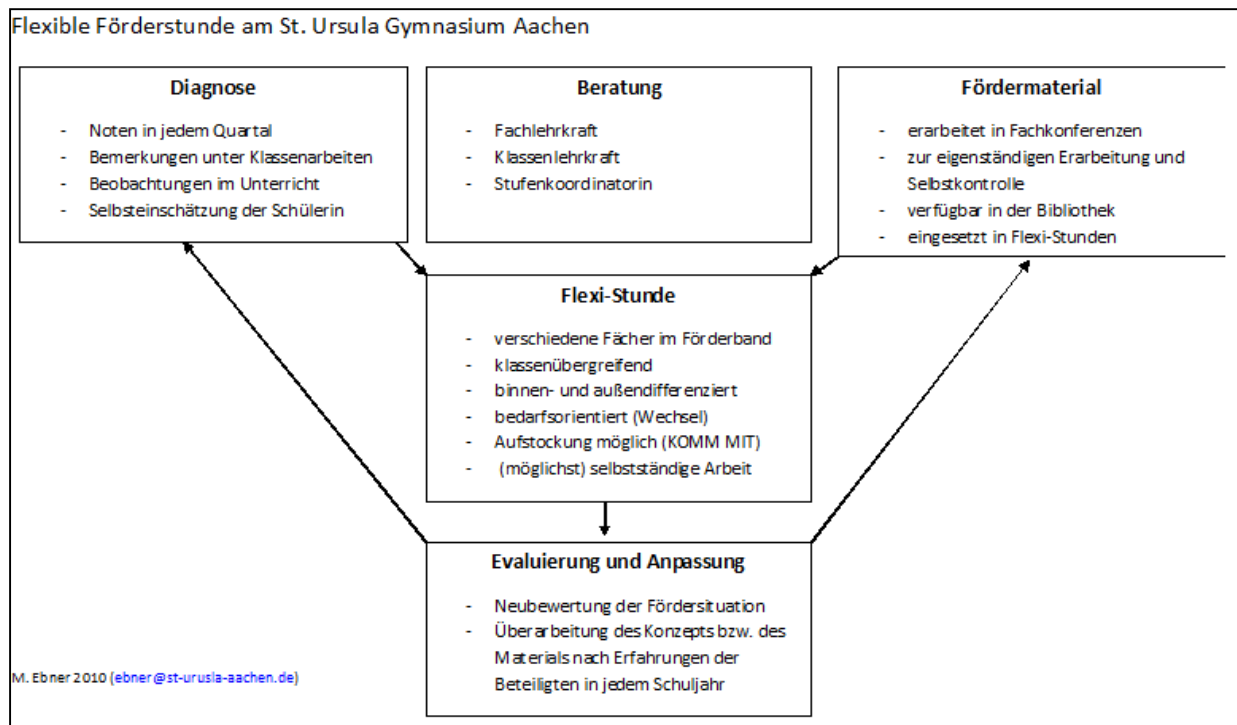 Flexible Förderstunde am St. Ursula Gymnasium Aachen
Diagnose
- Noten in jedem Quartal
- Bemerkungen unter Klassenarbeiten
- Beobachtungen im Unterricht
- Selbsteinschätzung der Schülerin
Beratung
- Fachlehrkraft
- Klassenlehrkraft
- Stufenkoordinatorin
Fördermaterial
- erarbeitet in Fachkonferenzen
- zur eigenständigen Erarbeitung und
Selbstkontrolle
- verfügbar in der Bibliothek
- eingesetzt in Flexi-Stunden
Flexi-Stunde
- verschiedene Fächer im Förderband
- klassenübergreifend
- binnen- und außendifferenziert
- bedarfsorientiert (Wechsel)
- Aufstockung möglich (KOMM MIT)
- (möglichst) selbstständige Arbeit
Evaluierung und Anpassung
- Neubewertung der Fördersituation
- Überarbeitung des Konzepts bzw. des
Materials nach Erfahrungen der
Beteiligten in jedem Schuljahr
M. Ebner 2010 (ebner@st-urusla-aachen.de)